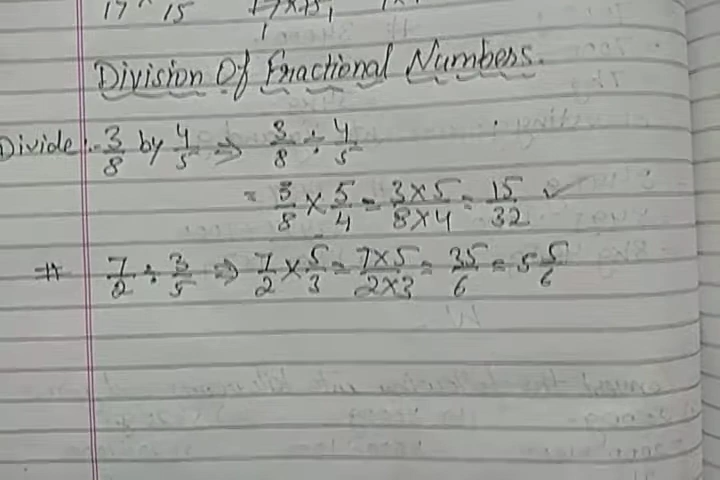 17 × 15
Division Of Fractional Numbers.
Divide:- 3/8 by 4/5 ⇒ 3/8 ÷ 4/5
= 3/8 × 5/4 = 3×5/8×4 = 15/32 ✓
# 7/2 ÷ 3/5 ⇒ 7/2 × 5/3 = 7×5/2×3 = 35/6 = 5 5/6